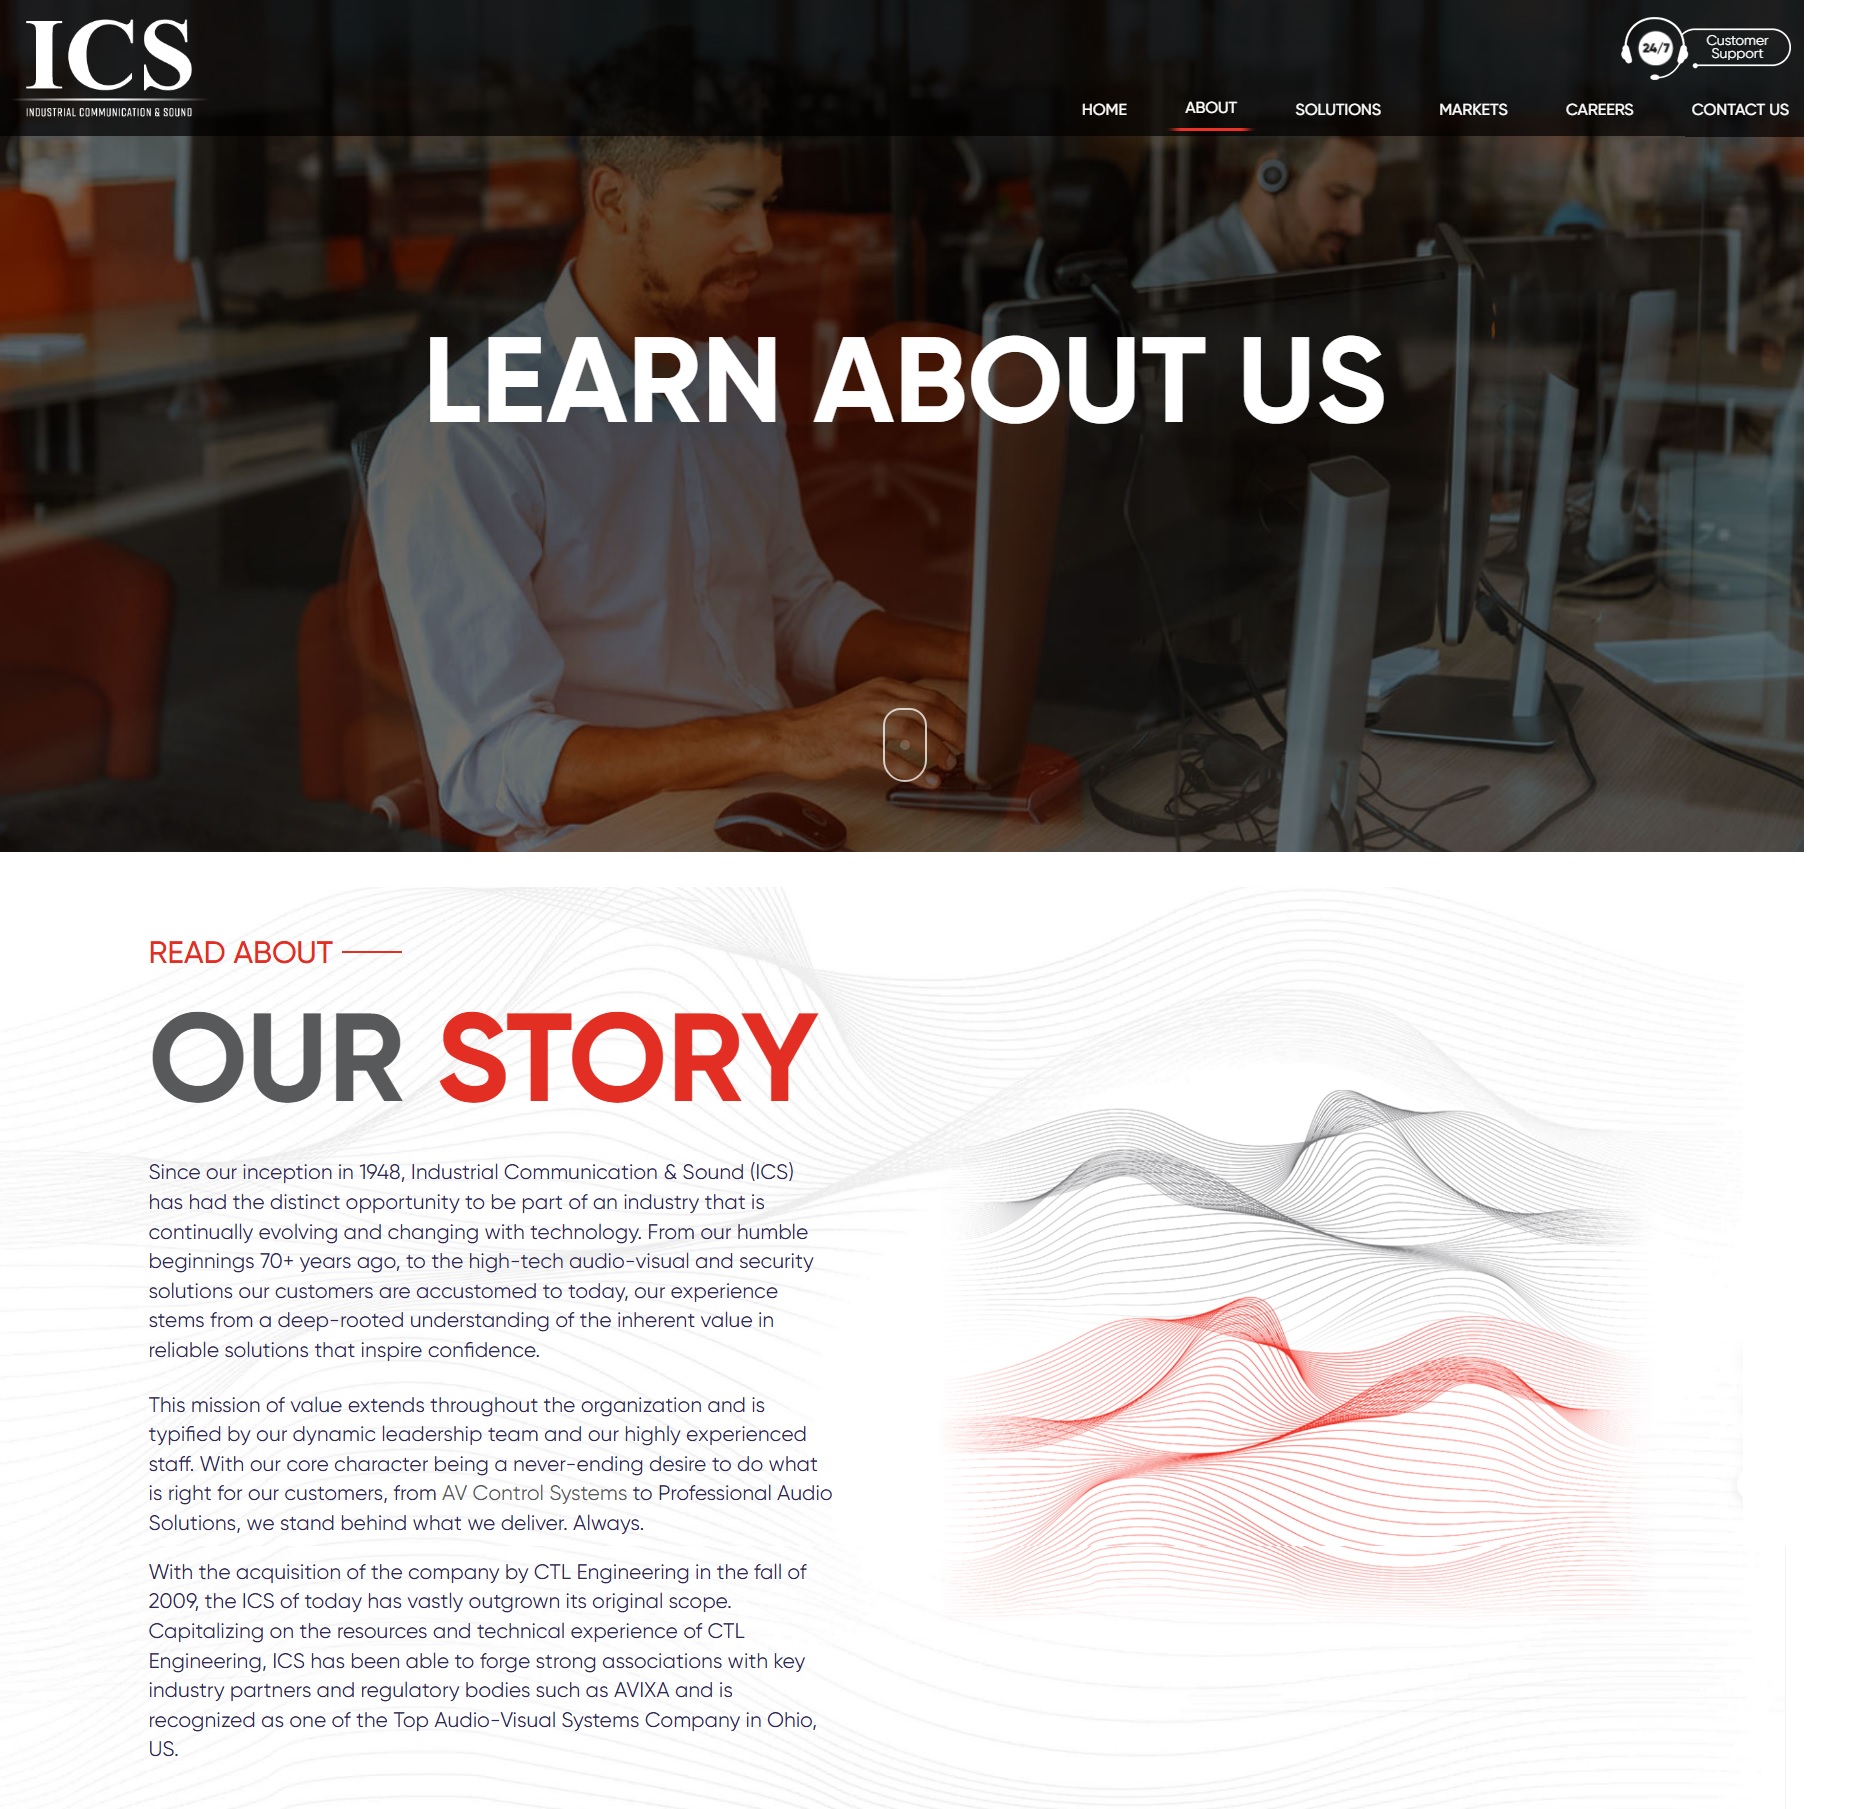 ICS
INDUSTRIAL COMMUNICATION & SOUND
24/7
Customer
Support
HOME
ABOUT
SOLUTIONS
MARKETS
CAREERS
CONTACT US
LEARN ABOUT US
READ ABOUT
OUR STORY
Since our inception in 1948, Industrial Communication & Sound (ICS)
has had the distinct opportunity to be part of an industry that is
continually evolving and changing with technology. From our humble
beginnings 70+ years ago, to the high-tech audio-visual and security
solutions our customers are accustomed to today, our experience
stems from a deep-rooted understanding of the inherent value in
reliable solutions that inspire confidence.
This mission of value extends throughout the organization and is
typified by our dynamic leadership team and our highly experienced
staff. With our core character being a never-ending desire to do what
is right for our customers, from AV Control Systems to Professional Audio
Solutions, we stand behind what we deliver. Always.
With the acquisition of the company by CTL Engineering in the fall of
2009, the ICS of today has vastly outgrown its original scope.
Capitalizing on the resources and technical experience of CTL
Engineering, ICS has been able to forge strong associations with key
industry partners and regulatory bodies such as AVIXA and is
recognized as one of the Top Audio-Visual Systems Company in Ohio,
US.